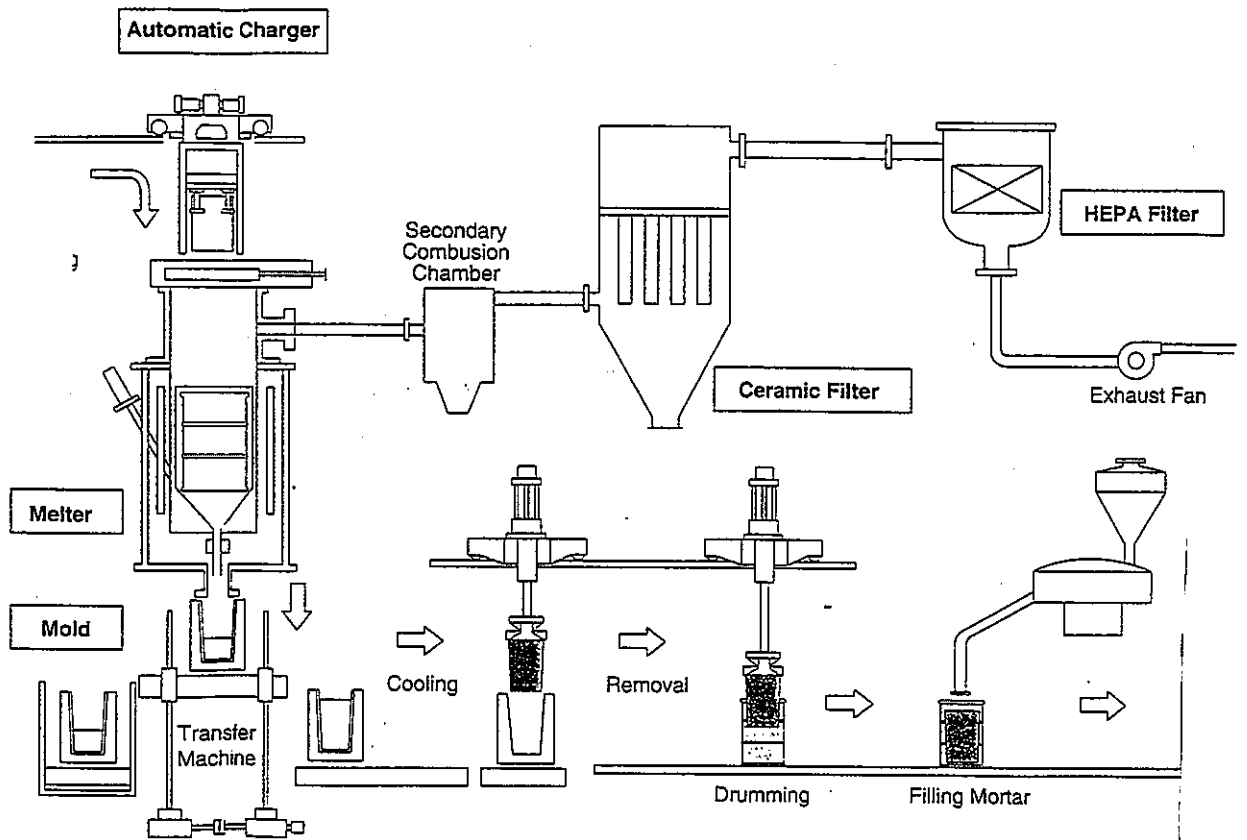 Automatic Charger
Secondary
Combusion
Chamber
HEPA Filter
g
Ceramic Filter
Exhaust Fan
Melter
Mold
Cooling
Removal
Transfer
Machine
Drumming
Filling Mortar